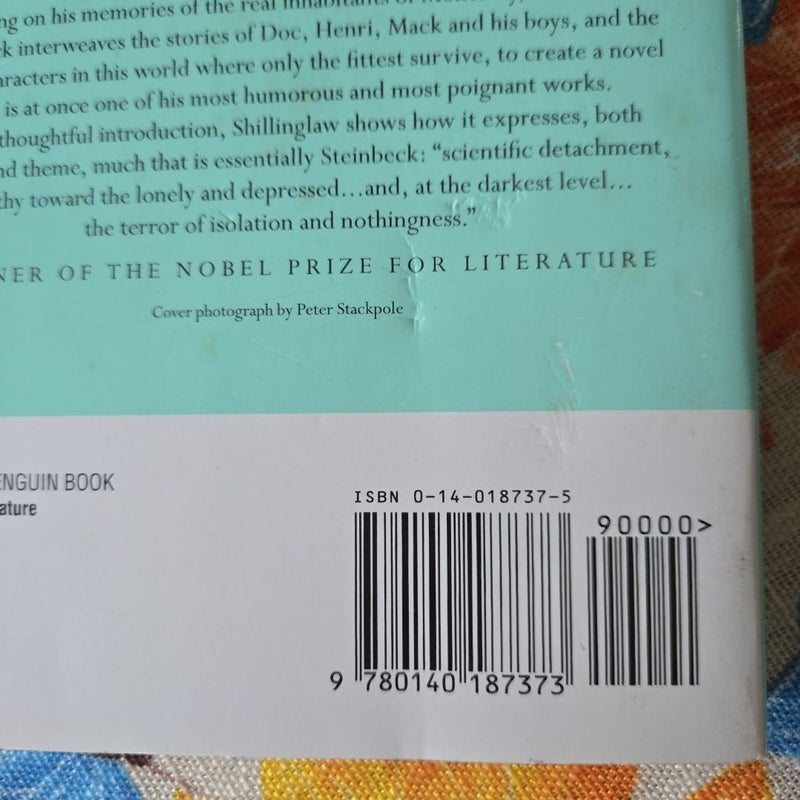 ng on his memories of the real inhabitants of
k interweaves the stories of Doc, Henri, Mack and his boys, and the
aracters in this world where only the fittest survive, to create a novel
is at once one of his most humorous and most poignant works.
thoughtful introduction, Shillinglaw shows how it expresses, both
nd theme, much that is essentially Steinbeck: “scientific detachment,
thy toward the lonely and depressed…and, at the darkest level…
the terror of isolation and nothingness.”
NER OF THE NOBEL PRIZE FOR LITERATURE
Cover photograph by Peter Stackpole
ENGUIN BOOK
ature
ISBN 0-14-018737-5
90000>
9 780140 187373